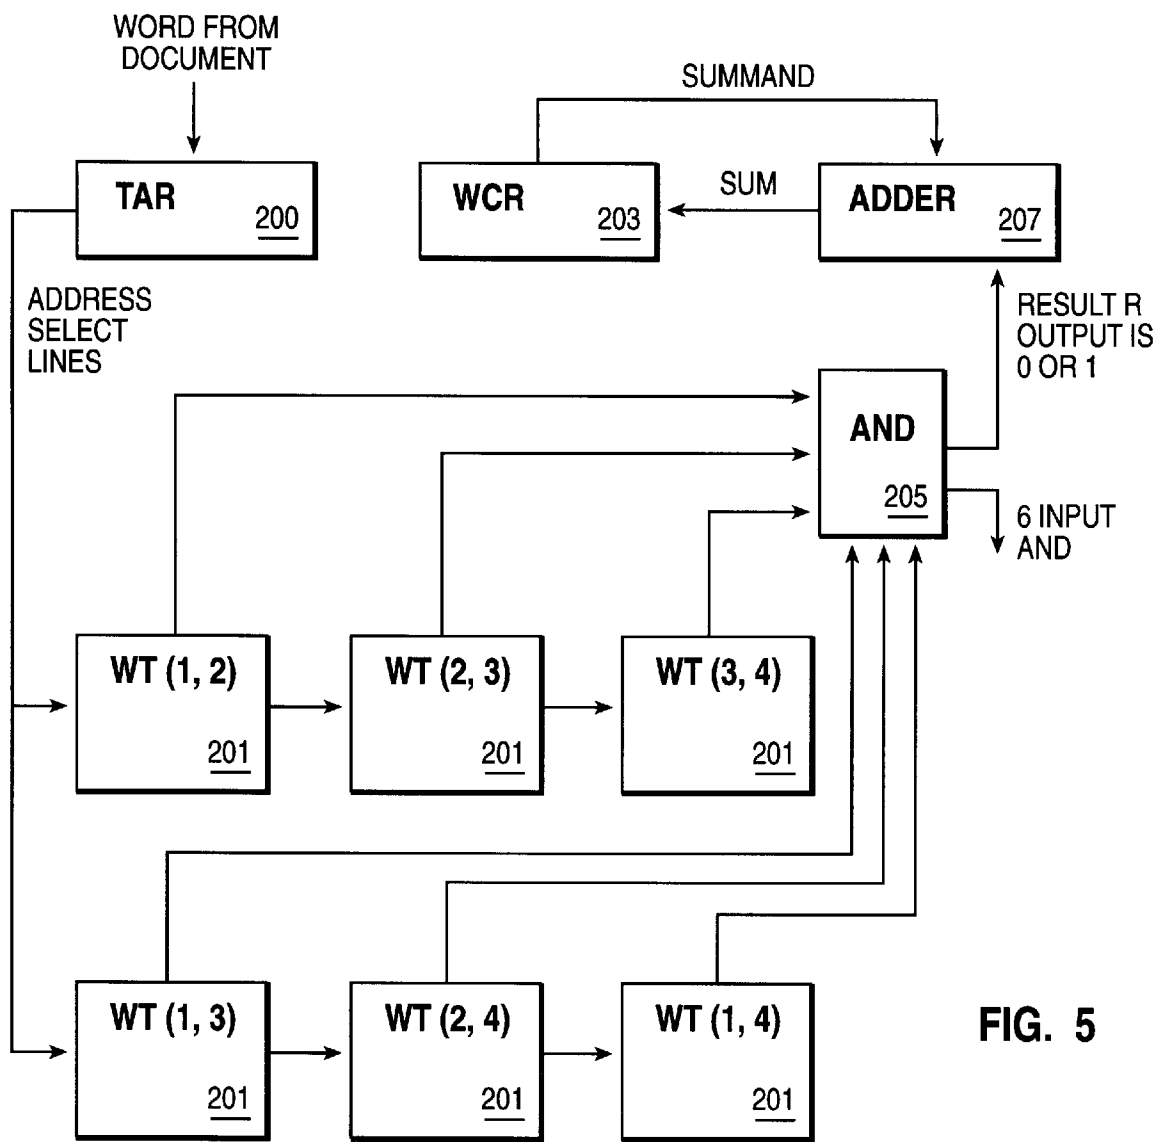 WORD FROM
DOCUMENT
SUMMAND
TAR
200
WCR
203
SUM
ADDER
207
ADDRESS
SELECT
LINES
RESULT R
OUTPUT IS
0 OR 1
AND
205
6 INPUT
AND
WT (1, 2)
201
WT (2, 3)
201
WT (3, 4)
201
WT (1, 3)
201
WT (2, 4)
201
WT (1, 4)
201
FIG. 5